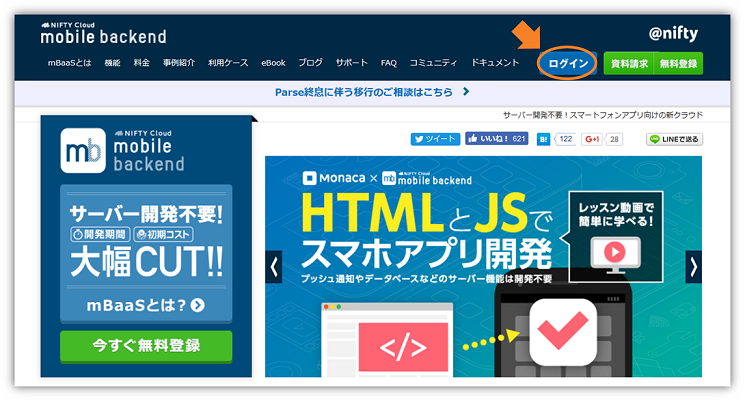 NIFTY Cloud
mobile backend
@nifty
mBaaSとは 機能 料金 事例紹介 利用ケース eBook ブログ サポート FAQ コミュニティ ドキュメント ログイン 資料請求 無料登録
Parse終息に伴う移行のご相談はこちら
サーバー開発不要!スマートフォンアプリ向けの新クラウド
ツイート いいね! 621 B! 122 G+1 28 LINEで送る
mb
NIFTY Cloud
mobile
backend
サーバー開発不要!
開発期間 初期コスト
大幅CUT!!
mBaaSとは?
今すぐ無料登録
Monaca × mb NIFTY Cloud mobile backend
HTMLとJSで
スマホアプリ開発
プッシュ通知やデータベースなどのサーバー機能は開発不要
レッスン動画で
簡単に学べる!
</>